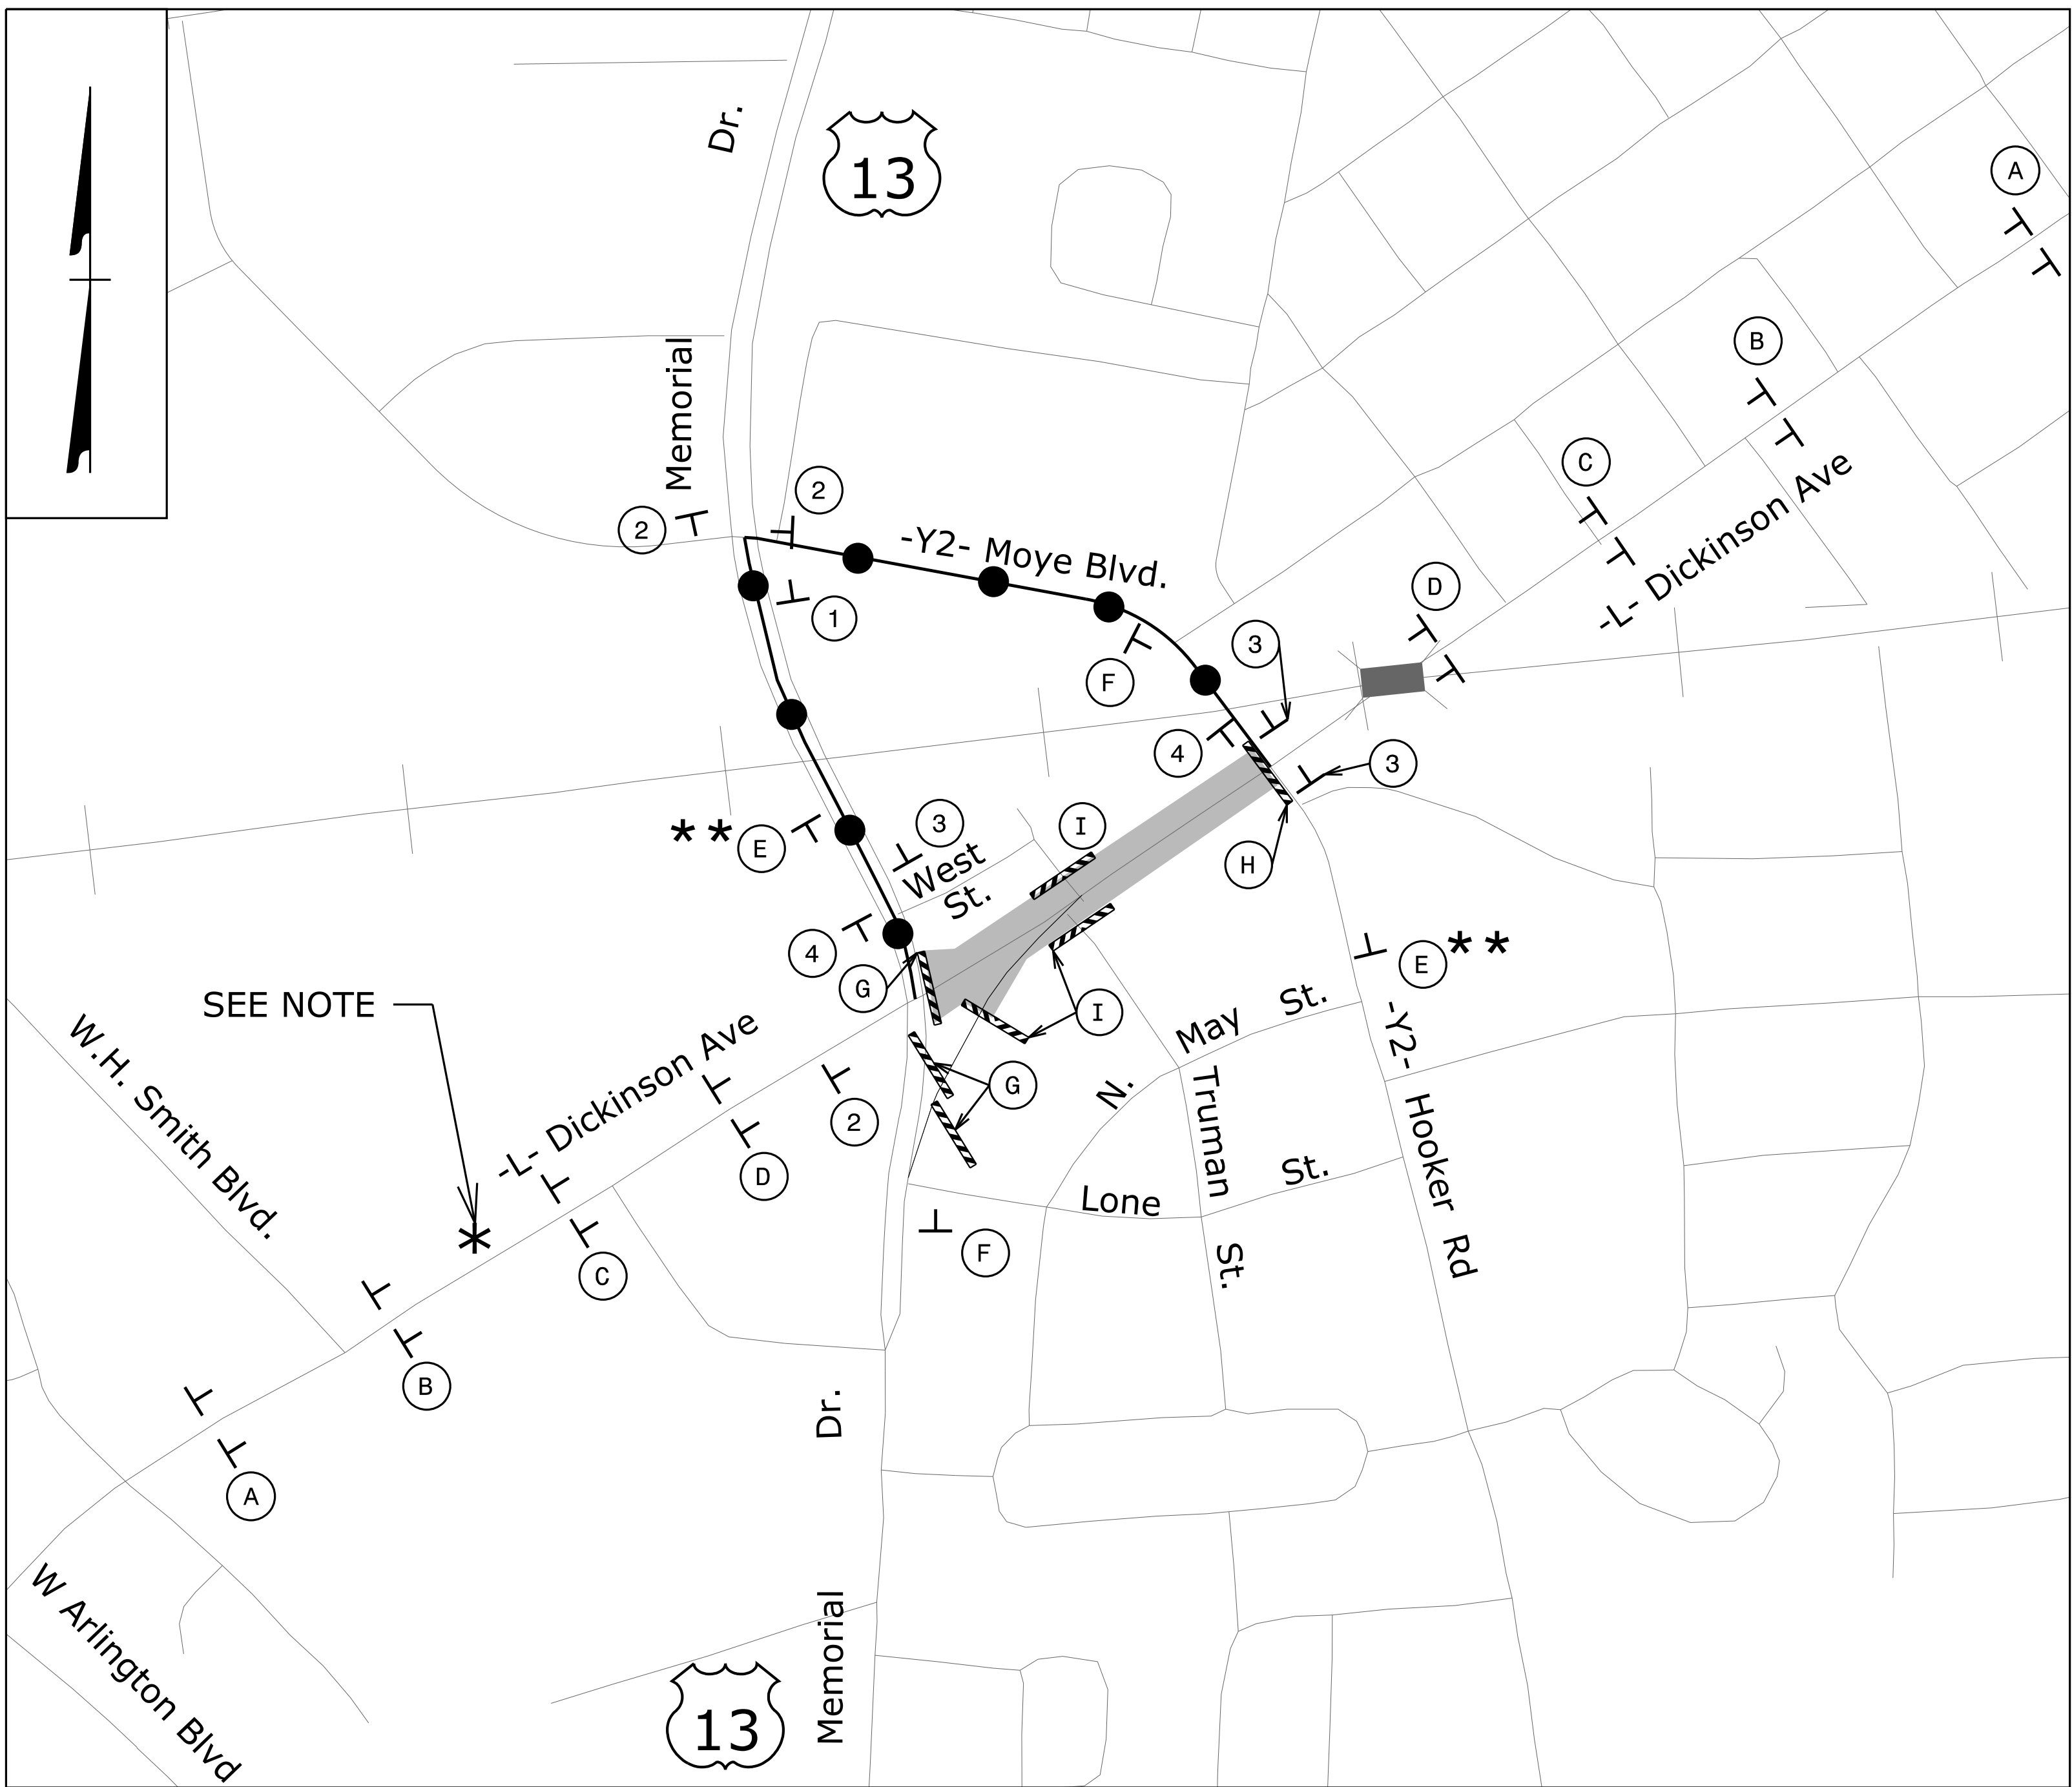 Dr.
13
A
B
Memorial
C
2
2
-Y2- Moye Blvd.
-L- Dickinson Ave
D
1
3
F
4
3
3
I
** E
West
St.
H
4
E **
G
SEE NOTE
I
May St.
W.H. Smith Blvd.
-L- Dickinson Ave
-Y2- Hooker Rd
G
N.
2
Truman
St.
D
Lone St.
*
F
C
B
Dr.
A
W Arlington Blvd
Memorial
13